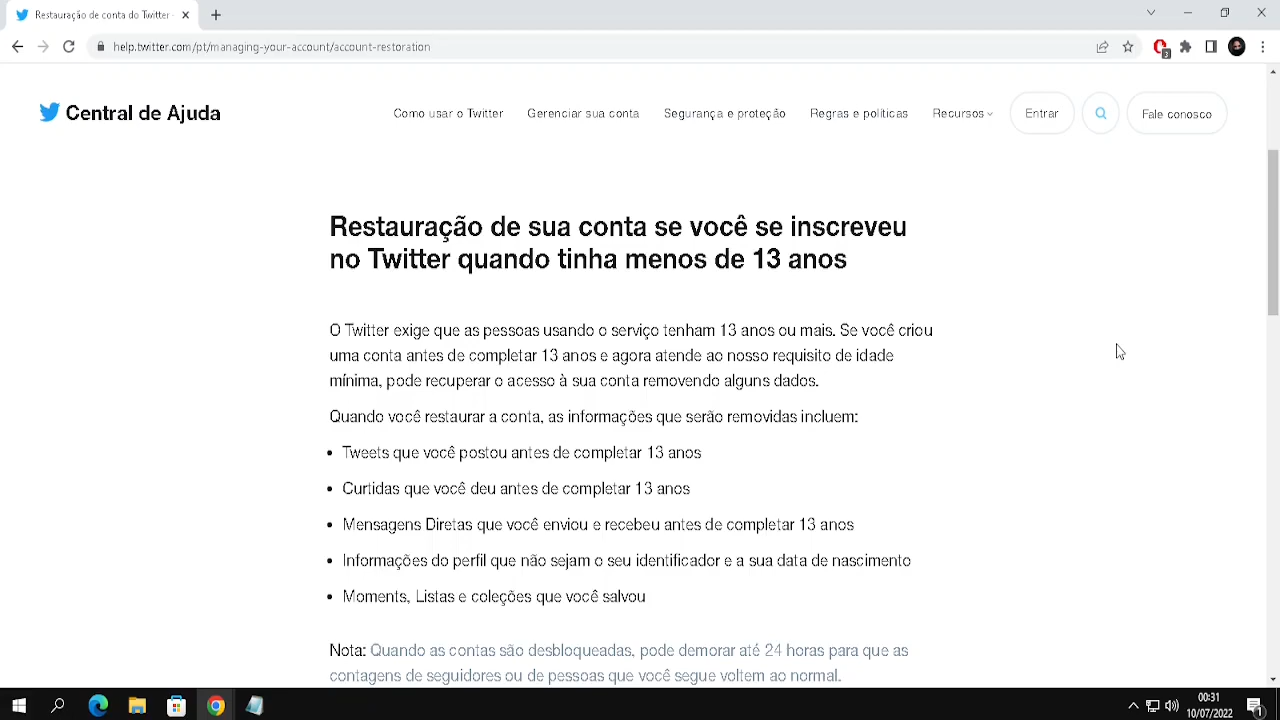 Restauração de conta do Twitter -
help.twitter.com/pt/managing-your-account/account-restoration
3
Central de Ajuda
Como usar o Twitter
Gerenciar sua conta
Segurança e proteção
Regras e políticas
Recursos
Entrar
Fale conosco
Restauração de sua conta se você se inscreveu
no Twitter quando tinha menos de 13 anos
O Twitter exige que as pessoas usando o serviço tenham 13 anos ou mais. Se você criou
uma conta antes de completar 13 anos e agora atende ao nosso requisito de idade
mínima, pode recuperar o acesso à sua conta removendo alguns dados.
Quando você restaurar a conta, as informações que serão removidas incluem:
• Tweets que você postou antes de completar 13 anos
• Curtidas que você deu antes de completar 13 anos
• Mensagens Diretas que você enviou e recebeu antes de completar 13 anos
• Informações do perfil que não sejam o seu identificador e a sua data de nascimento
• Moments, Listas e coleções que você salvou
Nota: Quando as contas são desbloqueadas, pode demorar até 24 horas para que as
contagens de seguidores ou de pessoas que você segue voltem ao normal.
00:31
10/07/2022
1